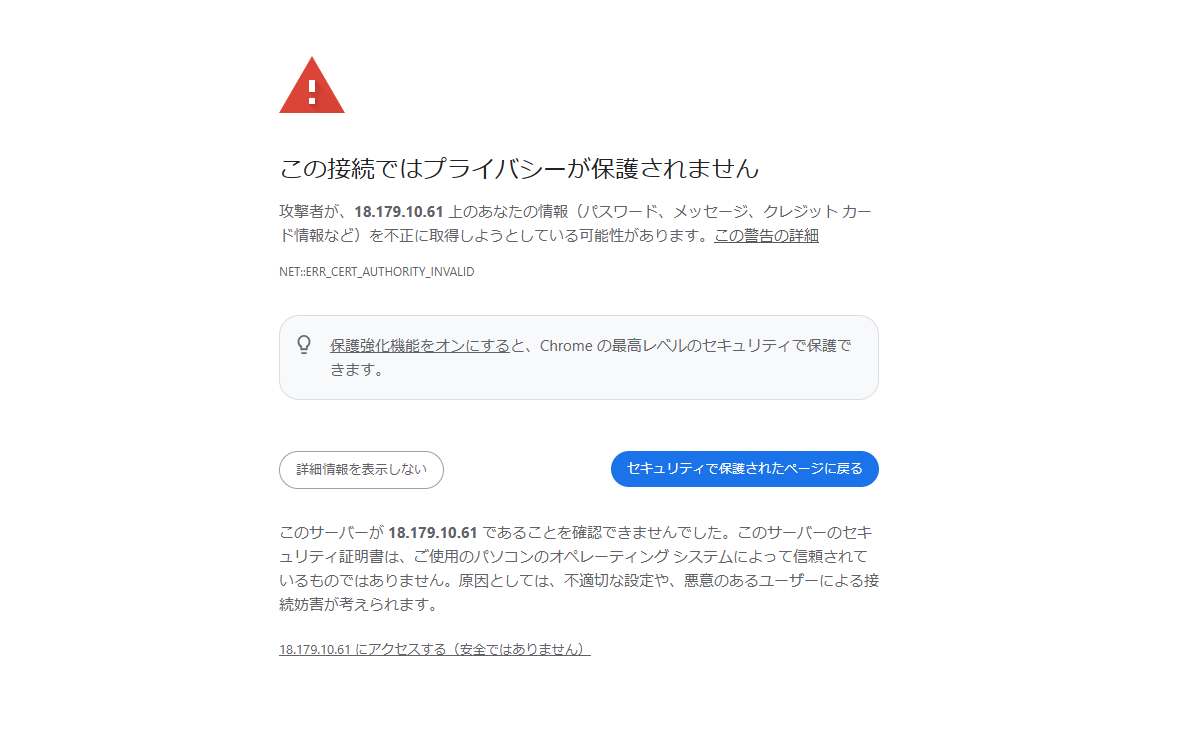 この接続ではプライバシーが保護されません
攻撃者が、18.179.10.61 上のあなたの情報（パスワード、メッセージ、クレジット カー
ド情報など）を不正に取得しようとしている可能性があります。この警告の詳細
NET::ERR_CERT_AUTHORITY_INVALID
保護強化機能をオンにすると、Chrome の最高レベルのセキュリティで保護で
きます。
詳細情報を表示しない
セキュリティで保護されたページに戻る
このサーバーが 18.179.10.61 であることを確認できませんでした。このサーバーのセキ
ュリティ証明書は、ご使用のパソコンのオペレーティング システムによって信頼されて
いるものではありません。原因としては、不適切な設定や、悪意のあるユーザーによる接
続妨害が考えられます。
18.179.10.61 にアクセスする（安全ではありません）